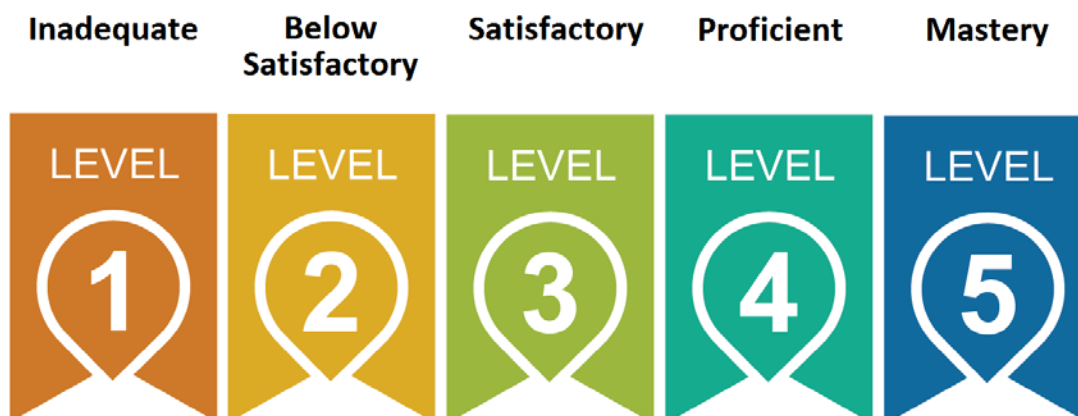 Inadequate
Below
Satisfactory
Satisfactory
Proficient
Mastery
LEVEL
1
LEVEL
2
LEVEL
3
LEVEL
4
LEVEL
5